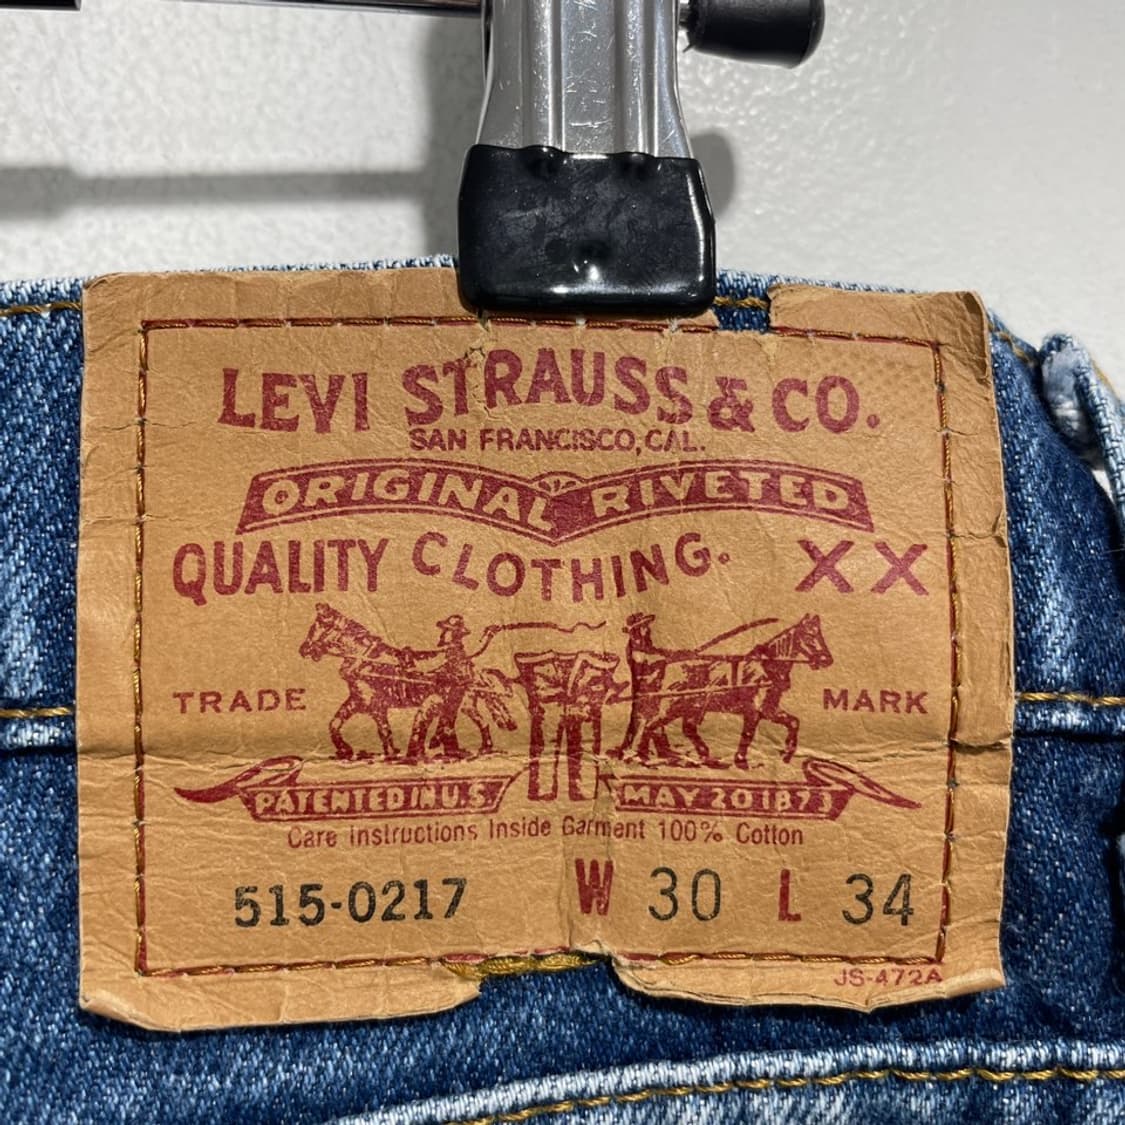 LEVI STRAUSS & CO.
SAN FRANCISCO, CAL.
ORIGINAL RIVETED
QUALITY CLOTHING. XX
TRADE MARK
PATENTED IN U.S. MAY 20 1873
Care Instructions Inside Garment 100% Cotton
515-0217 W 30 L 34
JS-472A